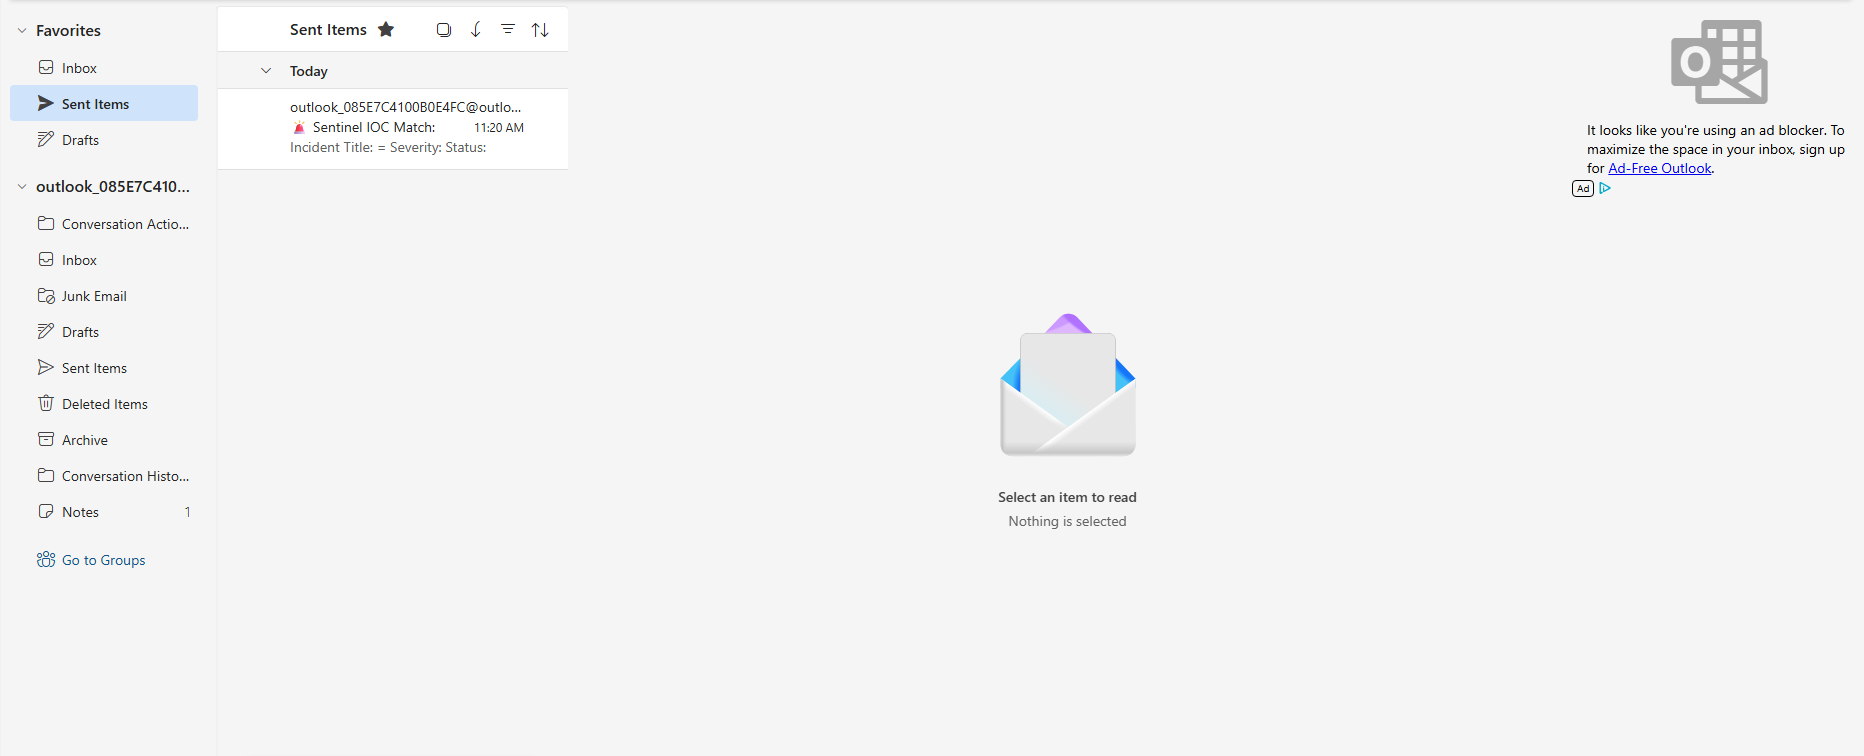 Favorites
Inbox
Sent Items
Drafts
outlook_085E7C410...
Conversation Actio...
Inbox
Junk Email
Drafts
Sent Items
Deleted Items
Archive
Conversation Histo...
Notes 1
Go to Groups
Sent Items
Today
outlook_085E7C4100B0E4FC@outlo...
🚨 Sentinel IOC Match: 11:20 AM
Incident Title: = Severity: Status:
Select an item to read
Nothing is selected
O
It looks like you're using an ad blocker. To
maximize the space in your inbox, sign up
for Ad-Free Outlook.
Ad